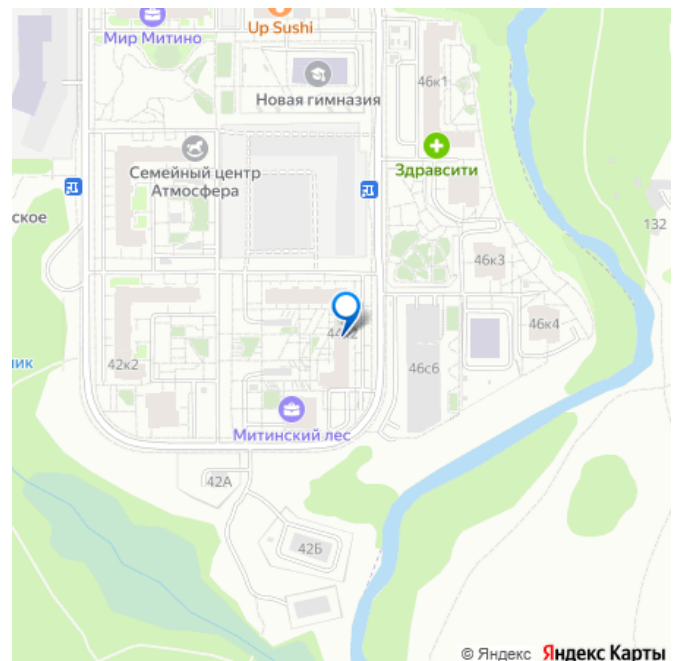 Мир Митино
Up Sushi
46к1
Новая гимназия
Здравсити
Семейный центр
Атмосфера
132
ское
46к3
46к4
42к2
46с6
ик
Митинский лес
42А
42Б
© Яндекс Яндекс Карты